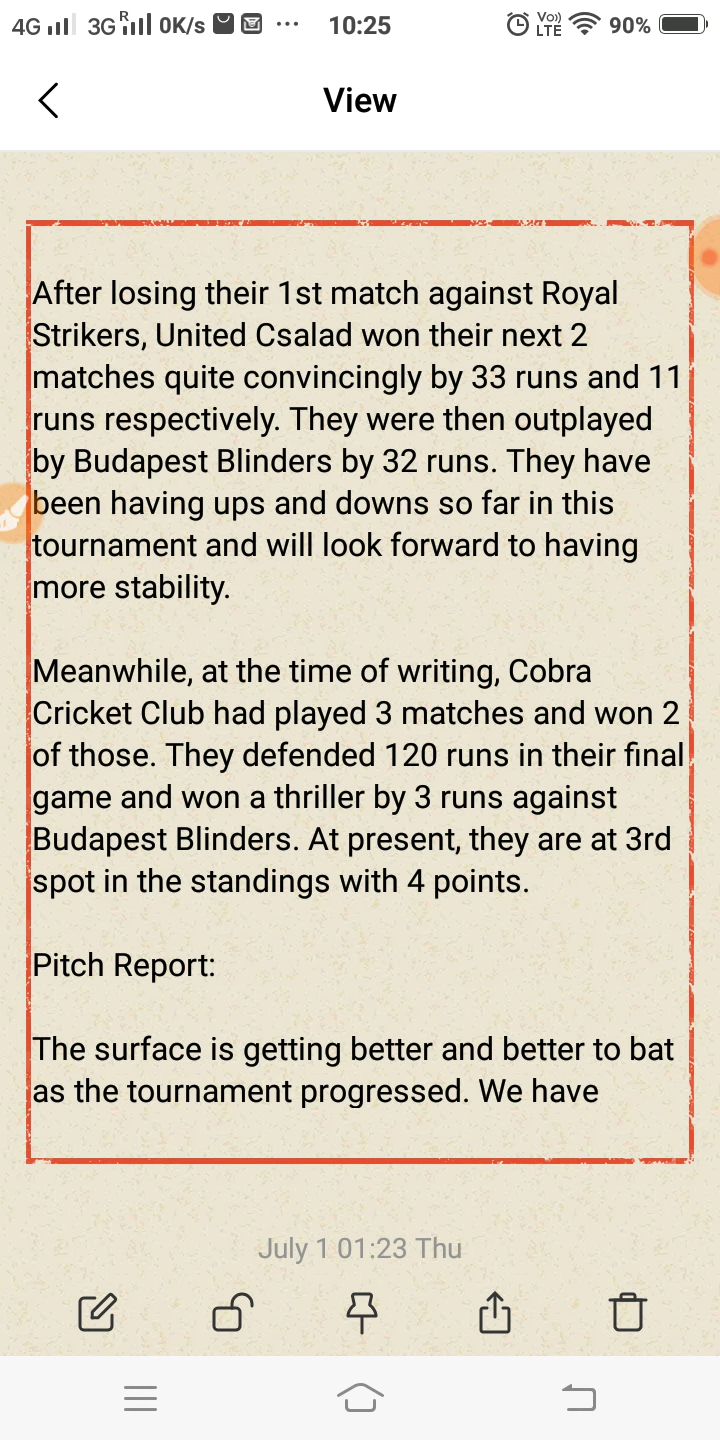 4G 3G R 0K/s ... 10:25 Vo)) LTE 90%
View
After losing their 1st match against Royal
Strikers, United Csalad won their next 2
matches quite convincingly by 33 runs and 11
runs respectively. They were then outplayed
by Budapest Blinders by 32 runs. They have
been having ups and downs so far in this
tournament and will look forward to having
more stability.
Meanwhile, at the time of writing, Cobra
Cricket Club had played 3 matches and won 2
of those. They defended 120 runs in their final
game and won a thriller by 3 runs against
Budapest Blinders. At present, they are at 3rd
spot in the standings with 4 points.
Pitch Report:
The surface is getting better and better to bat
as the tournament progressed. We have
July 1 01:23 Thu